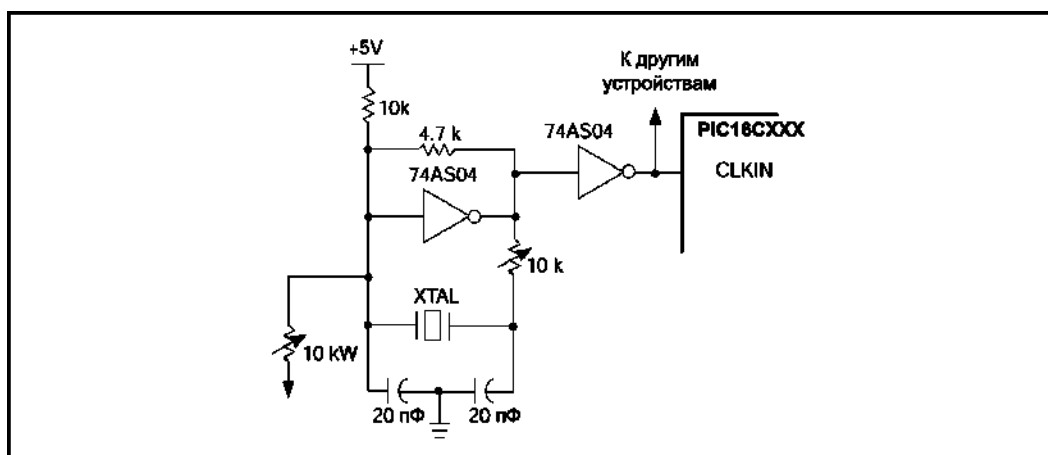 +5V
10k
4.7 k
74AS04
74AS04
К другим
устройствам
PIC16CXXX
CLKIN
10 k
XTAL
10 kW
20 пФ
20 пФ